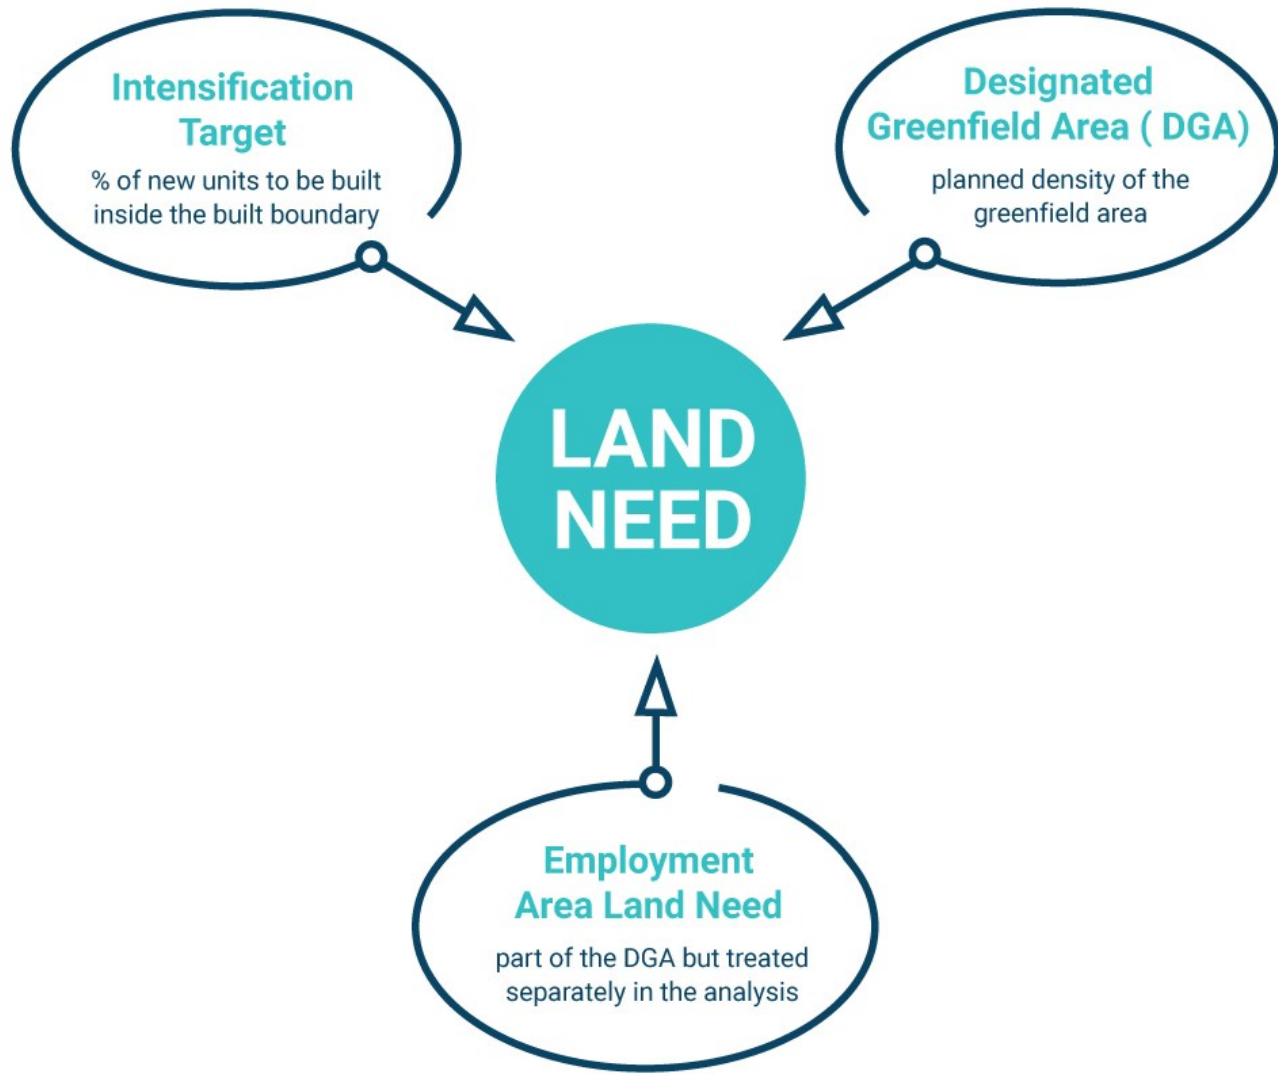 Intensification
Target
% of new units to be built
inside the built boundary
Designated
Greenfield Area ( DGA)
planned density of the
greenfield area
LAND
NEED
Employment
Area Land Need
part of the DGA but treated
separately in the analysis